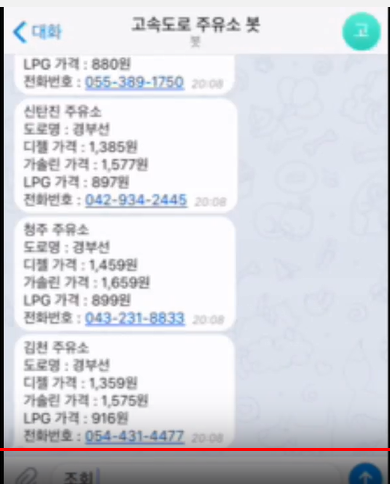 대화
고속도로 주유소 봇
봇
고
LPG 가격 : 880원
전화번호 : 055-389-1750 20:08
신탄진 주유소
도로명 : 경부선
디젤 가격 : 1,385원
가솔린 가격 : 1,577원
LPG 가격 : 897원
전화번호 : 042-934-2445 20:08
청주 주유소
도로명 : 경부선
디젤 가격 : 1,459원
가솔린 가격 : 1,659원
LPG 가격 : 899원
전화번호 : 043-231-8833 20:08
김천 주유소
도로명 : 경부선
디젤 가격 : 1,359원
가솔린 가격 : 1,575원
LPG 가격 : 916원
전화번호 : 054-431-4477 20:08
조회